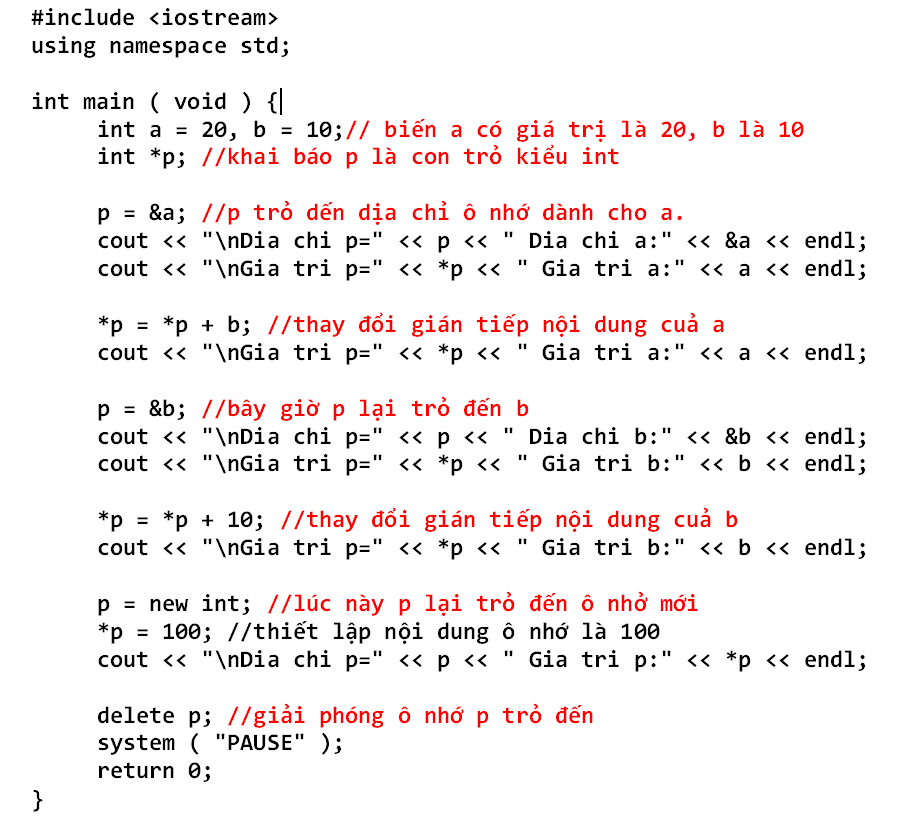 #include <iostream>
using namespace std;
int main ( void ) {
int a = 20, b = 10;// biến a có giá trị là 20, b là 10
int *p; //khai báo p là con trỏ kiểu int
p = &a; //p trỏ dến dịa chỉ ô nhớ dành cho a.
cout << "\nDia chi p=" << p << " Dia chi a:" << &a << endl;
cout << "\nGia tri p=" << *p << " Gia tri a:" << a << endl;
*p = *p + b; //thay đổi gián tiếp nội dung cuả a
cout << "\nGia tri p=" << *p << " Gia tri a:" << a << endl;
p = &b; //bây giờ p lại trỏ đến b
cout << "\nDia chi p=" << p << " Dia chi b:" << &b << endl;
cout << "\nGia tri p=" << *p << " Gia tri b:" << b << endl;
*p = *p + 10; //thay đổi gián tiếp nội dung cuả b
cout << "\nGia tri p=" << *p << " Gia tri b:" << b << endl;
p = new int; //lúc này p lại trỏ đến ô nhở mới
*p = 100; //thiết lập nội dung ô nhớ là 100
cout << "\nDia chi p=" << p << " Gia tri p:" << *p << endl;
delete p; //giải phóng ô nhớ p trỏ đến
system ( "PAUSE" );
return 0;
}